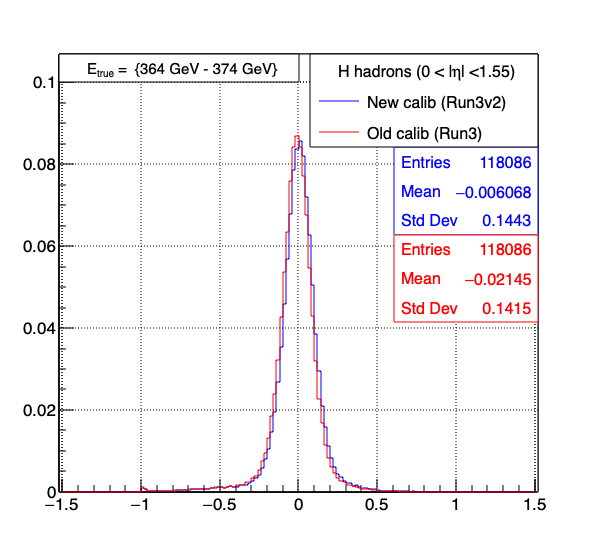 E_true = {364 GeV - 374 GeV}
H hadrons (0 < |η| <1.55)
New calib (Run3v2)
Old calib (Run3)
Entries 118086
Mean −0.006068
Std Dev 0.1443
Entries 118086
Mean −0.02145
Std Dev 0.1415
0.1
0.08
0.06
0.04
0.02
0
−1.5 −1 −0.5 0 0.5 1 1.5